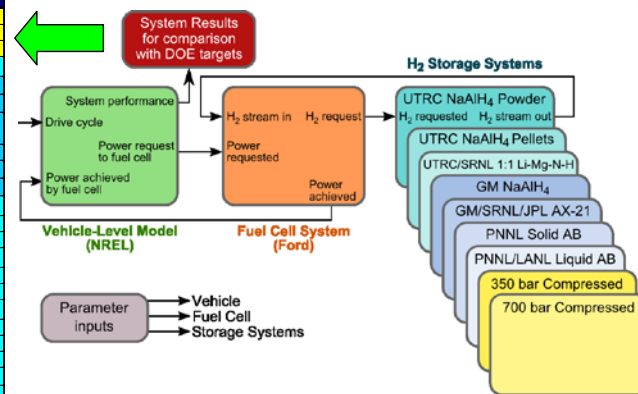 System Results
for comparison
with DOE targets
H2 Storage Systems
System performance
Drive cycle
Power request
to fuel cell
Power achieved
by fuel cell
Vehicle-Level Model
(NREL)
H2 stream in
H2 request
Power
requested
Power
achieved
Fuel Cell System
(Ford)
UTRC NaAlH4 Powder
H2 requested
H2 stream out
UTRC NaAlH4 Pellets
UTRC/SRNL 1:1 Li-Mg-N-H
GM NaAlH4
GM/SRNL/JPL AX-21
PNNL Solid AB
PNNL/LANL Liquid AB
350 bar Compressed
700 bar Compressed
Parameter
inputs
Vehicle
Fuel Cell
Storage Systems